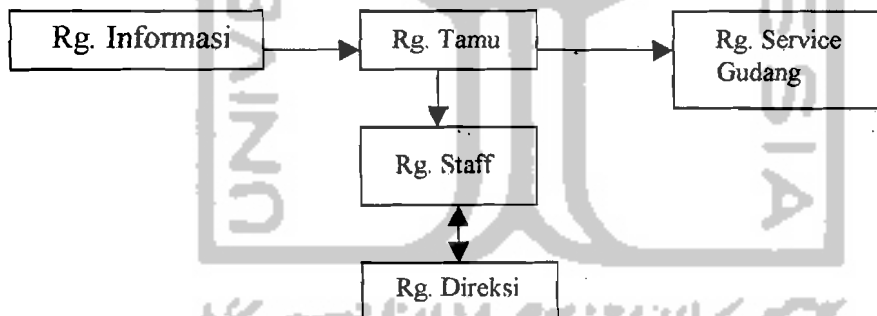 Rg. Informasi
Rg. Tamu
Rg. Service
Gudang
Rg. Staff
Rg. Direksi